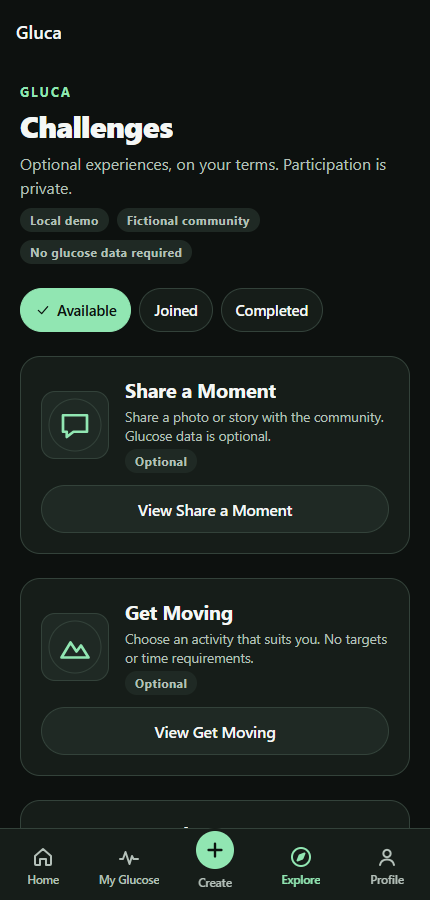 Gluca
GLUCA
Challenges
Optional experiences, on your terms. Participation is
private.
Local demo
Fictional community
No glucose data required
Available
Joined
Completed
Share a Moment
Share a photo or story with the community.
Glucose data is optional.
Optional
View Share a Moment
Get Moving
Choose an activity that suits you. No targets
or time requirements.
Optional
View Get Moving
Home
My Glucose
Create
Explore
Profile